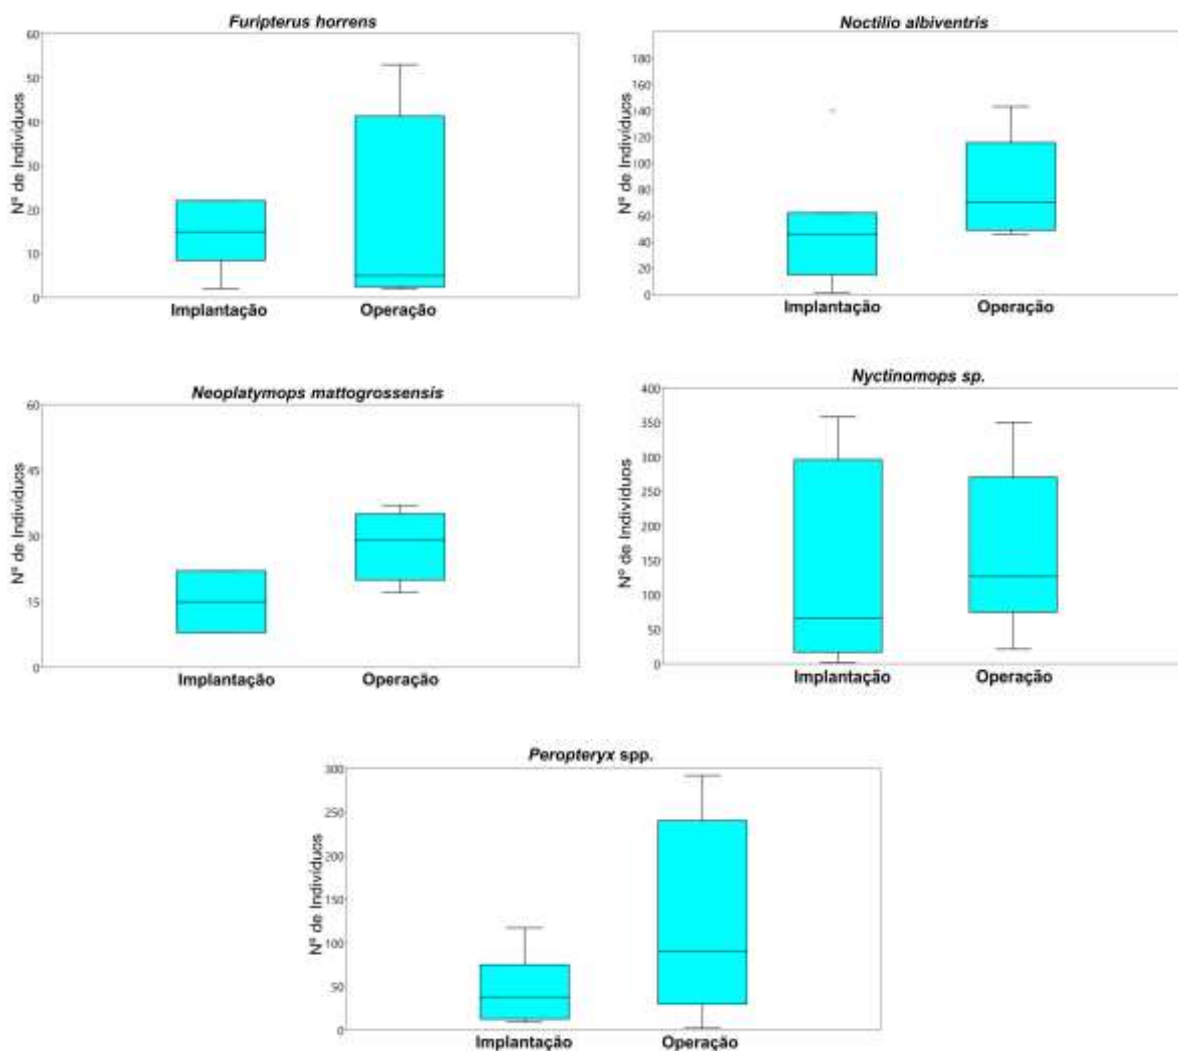 Furipterus horrens
60
50
40
30
20
10
0
Nº de Indivíduos
Implantação Operação
Noctilio albiventris
180
160
140
120
100
80
60
40
20
0
Nº de Indivíduos
Implantação Operação
Neoplatymops mattogrossensis
60
45
30
15
0
Nº de Indivíduos
Implantação Operação
Nyctinomops sp.
400
350
300
250
200
150
100
50
0
Nº de Indivíduos
Implantação Operação
Peropteryx spp.
300
250
200
150
100
50
0
Nº de Indivíduos
Implantação Operação